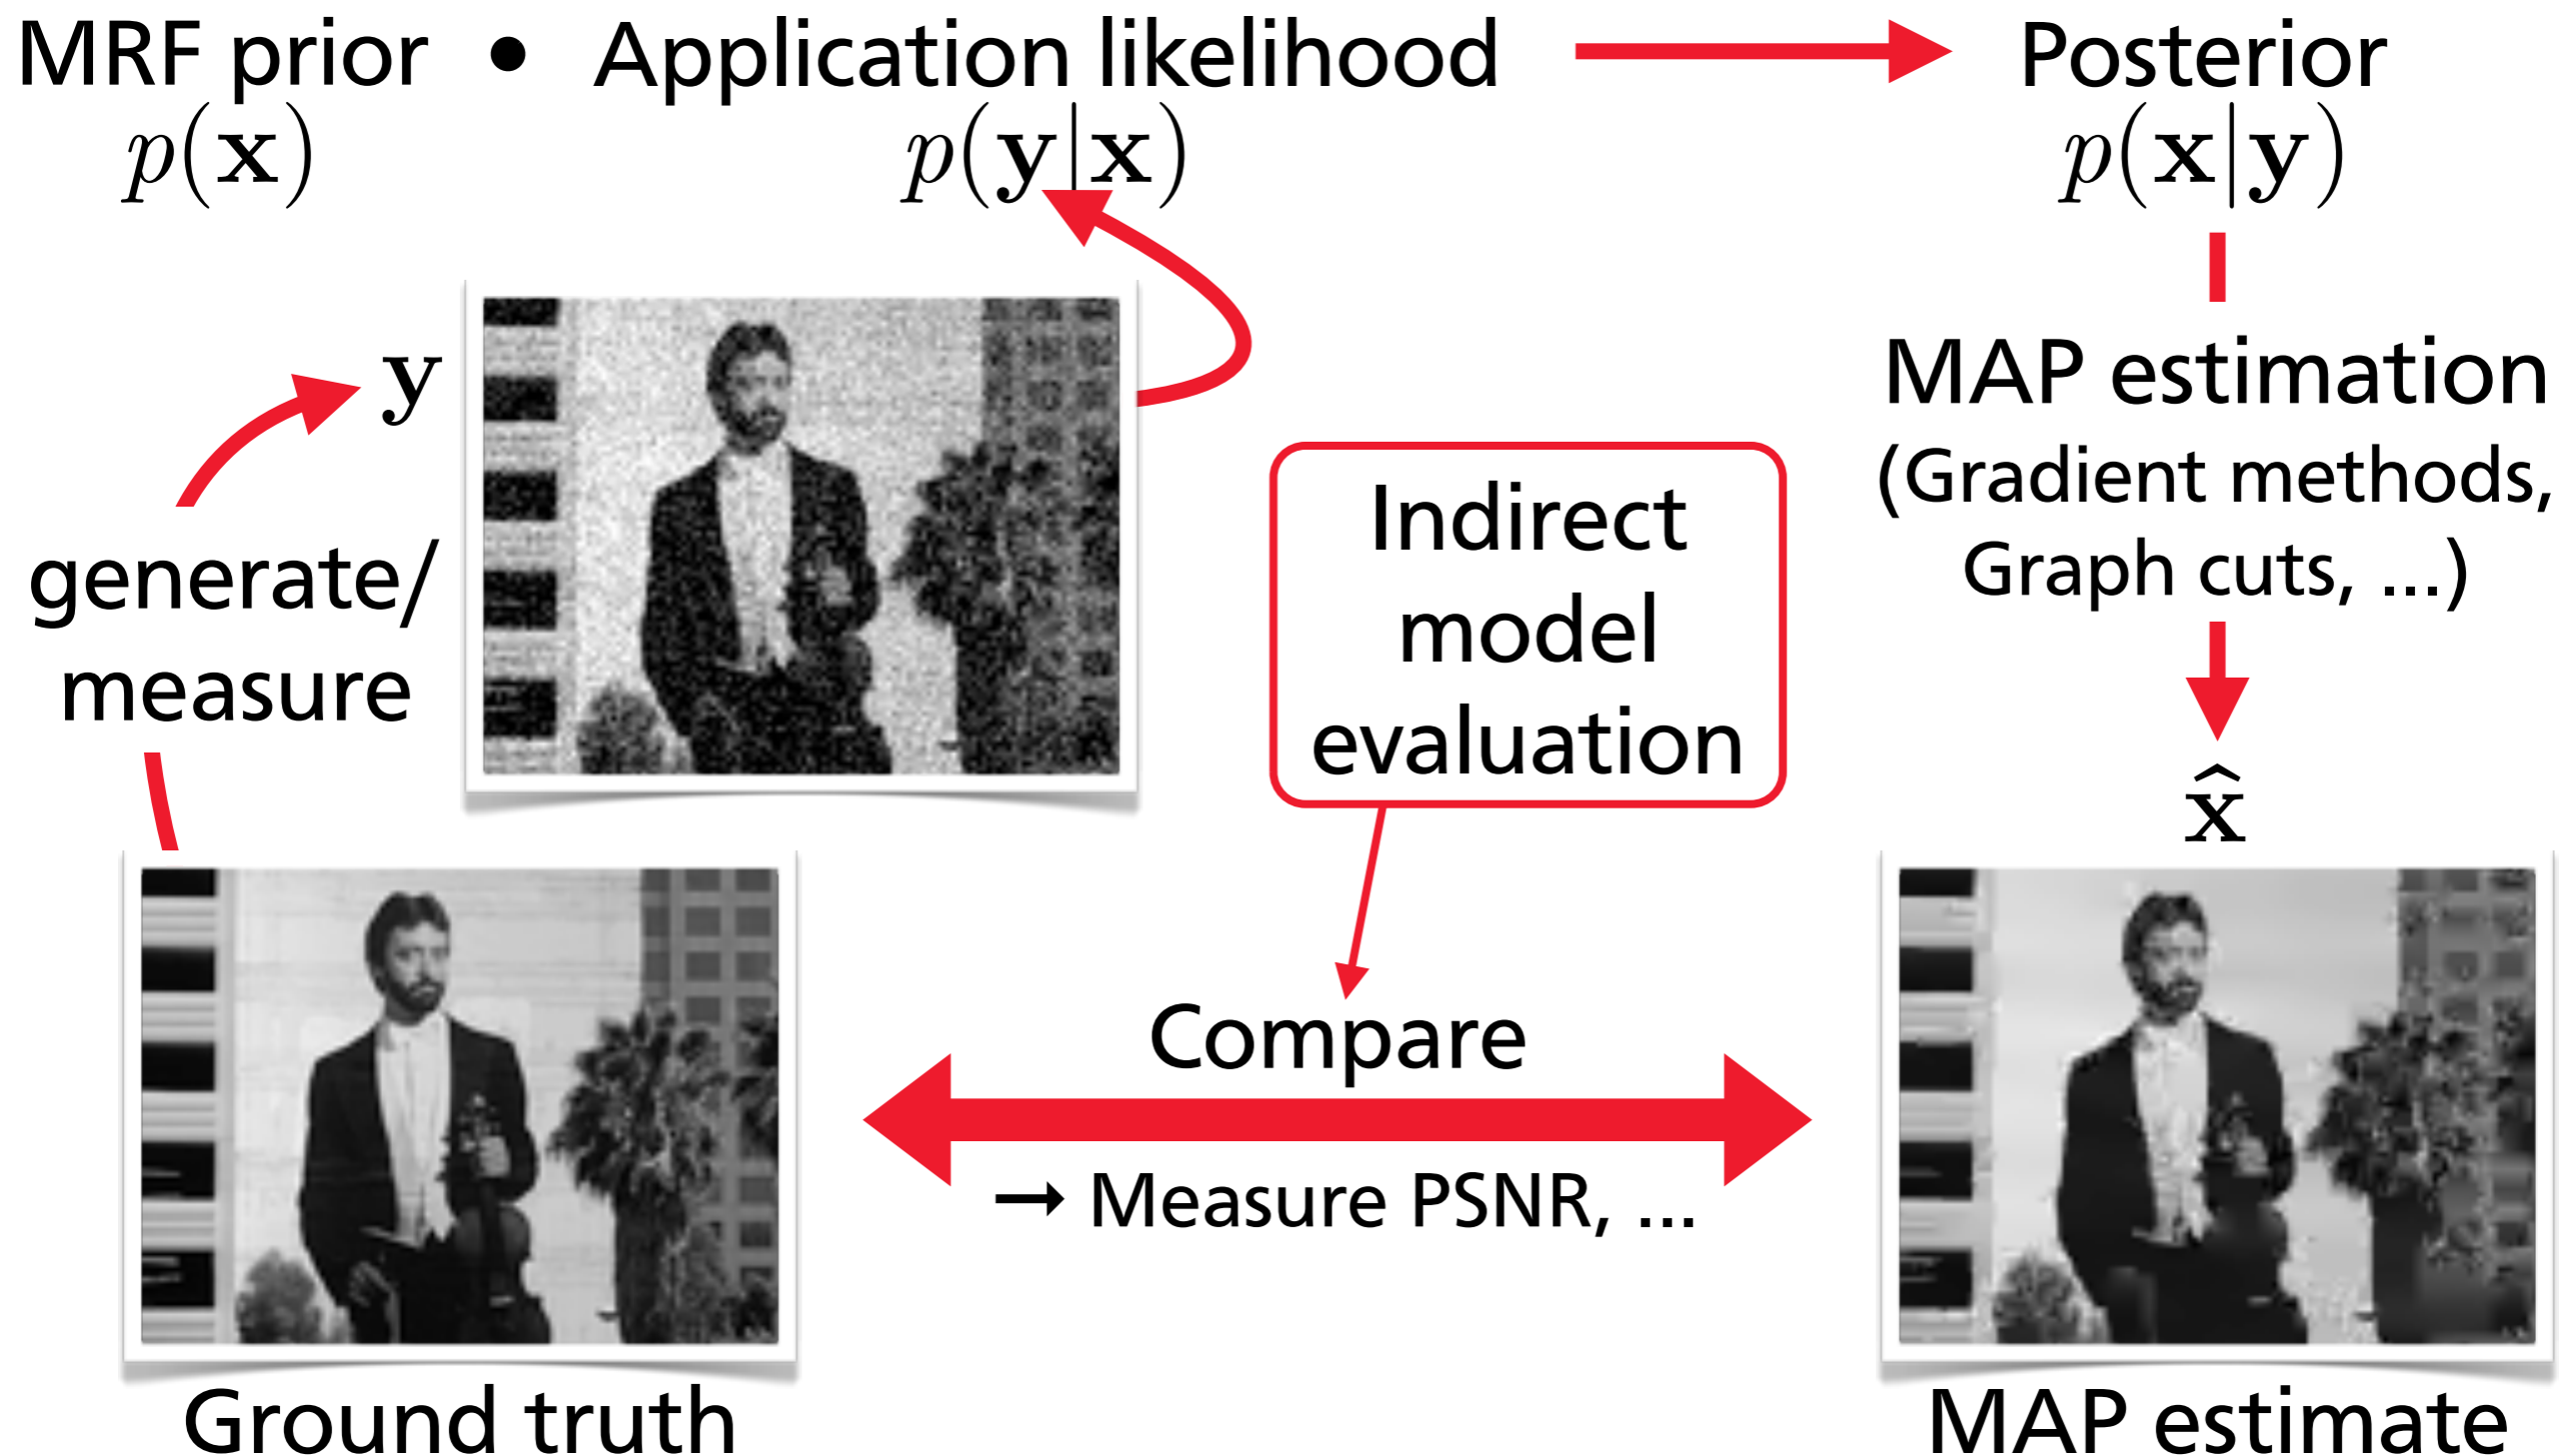 MRF prior • Application likelihood Posterior
p(x) p(y|x) p(x|y)
y
generate/
measure
Indirect
model
evaluation
MAP estimation
(Gradient methods,
Graph cuts, ...)
x̂
Compare
→ Measure PSNR, ...
Ground truth
MAP estimate